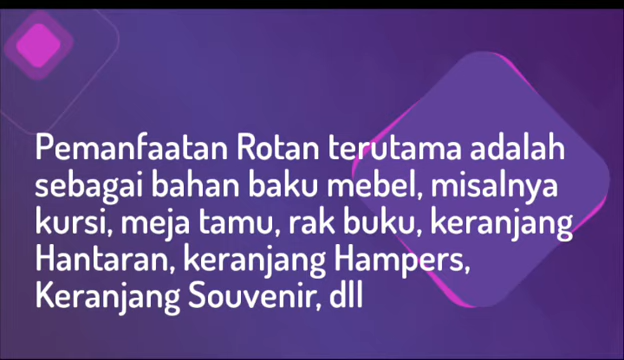 Pemanfaatan Rotan terutama adalah
sebagai bahan baku mebel, misalnya
kursi, meja tamu, rak buku, keranjang
Hantaran, keranjang Hampers,
Keranjang Souvenir, dll